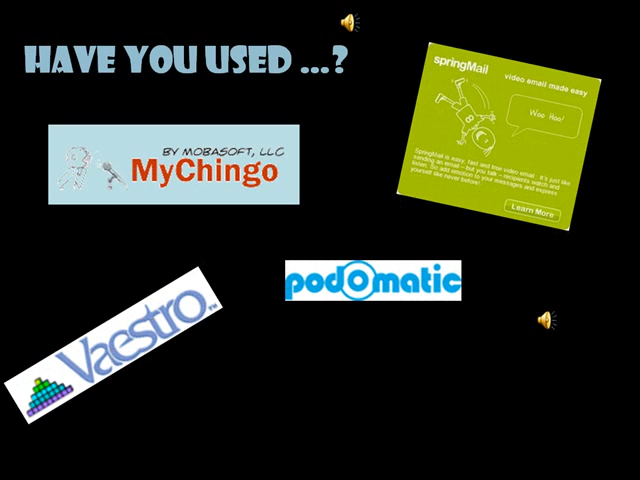 HAVE YOU USED ...?
springMail
video email made easy
Woo Hoo!
SpringMail is easy, fast and free video email. It's just like
sending an email – but you talk – recipients watch and
listen. So add emotion to your messages and express
yourself like never before!
Learn More
BY MOBASOFT, LLC
MyChingo
podOmatic
Vaestro™